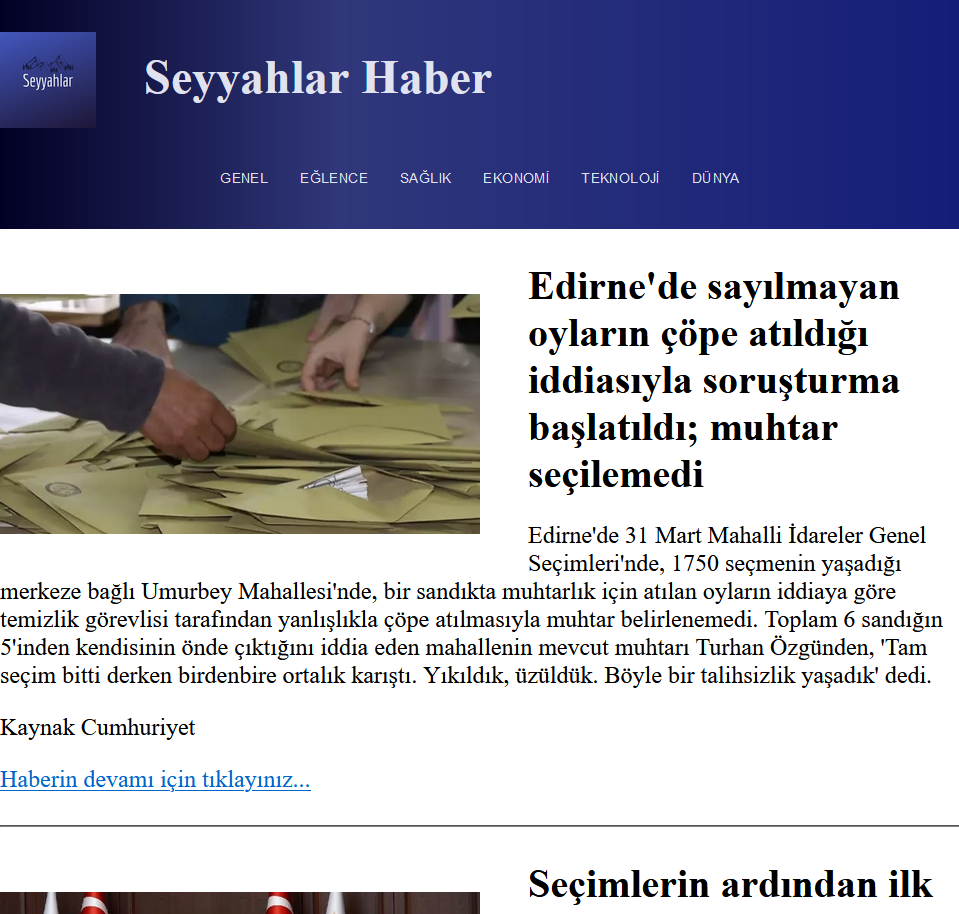 Seyyahlar
Seyyahlar Haber
GENEL EĞLENCE SAĞLIK EKONOMİ TEKNOLOJİ DÜNYA
Edirne'de sayılmayan
oyların çöpe atıldığı
iddiasıyla soruşturma
başlatıldı; muhtar
seçilemedi
Edirne'de 31 Mart Mahalli İdareler Genel
Seçimleri'nde, 1750 seçmenin yaşadığı
merkeze bağlı Umurbey Mahallesi'nde, bir sandıkta muhtarlık için atılan oyların iddiaya göre
temizlik görevlisi tarafından yanlışlıkla çöpe atılmasıyla muhtar belirlenemedi. Toplam 6 sandığın
5'inden kendisinin önde çıktığını iddia eden mahallenin mevcut muhtarı Turhan Özgünden, 'Tam
seçim bitti derken birdenbire ortalık karıştı. Yıkıldık, üzüldük. Böyle bir talihsizlik yaşadık' dedi.
Kaynak Cumhuriyet
Haberin devamı için tıklayınız...
Seçimlerin ardından ilk